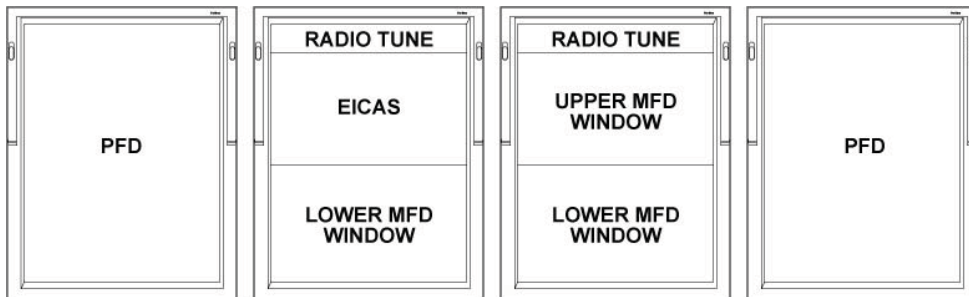 PFD
RADIO TUNE
EICAS
LOWER MFD
WINDOW
RADIO TUNE
UPPER MFD
WINDOW
LOWER MFD
WINDOW
PFD